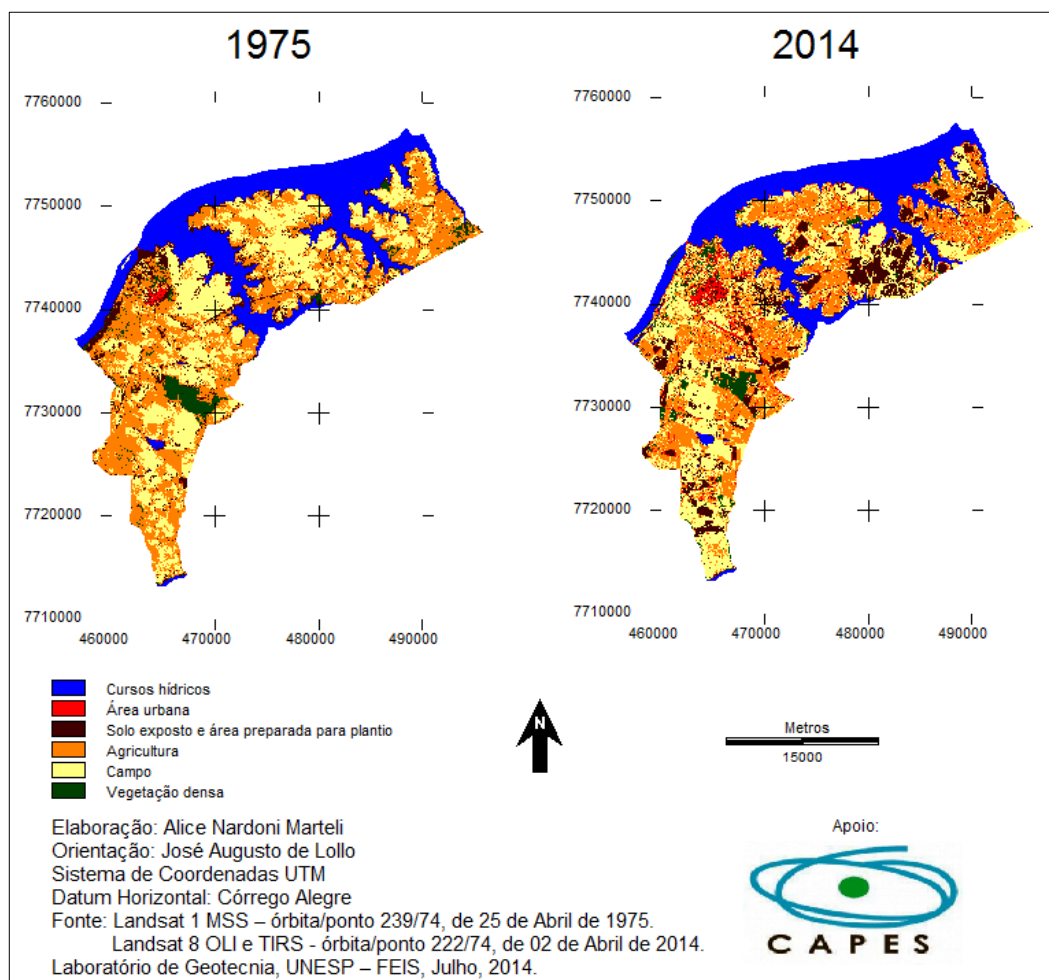 1975
2014
7760000
7750000
7740000
7730000
7720000
7710000
460000 470000 480000 490000
7760000
7750000
7740000
7730000
7720000
7710000
460000 470000 480000 490000
Cursos hídricos
Área urbana
Solo exposto e área preparada para plantio
Agricultura
Campo
Vegetação densa
N
Metros
15000
Elaboração: Alice Nardoni Marteli
Orientação: José Augusto de Lollo
Sistema de Coordenadas UTM
Datum Horizontal: Córrego Alegre
Fonte: Landsat 1 MSS – órbita/ponto 239/74, de 25 de Abril de 1975.
Landsat 8 OLI e TIRS - órbita/ponto 222/74, de 02 de Abril de 2014.
Laboratório de Geotecnia, UNESP – FEIS, Julho, 2014.
Apoio:
CAPES